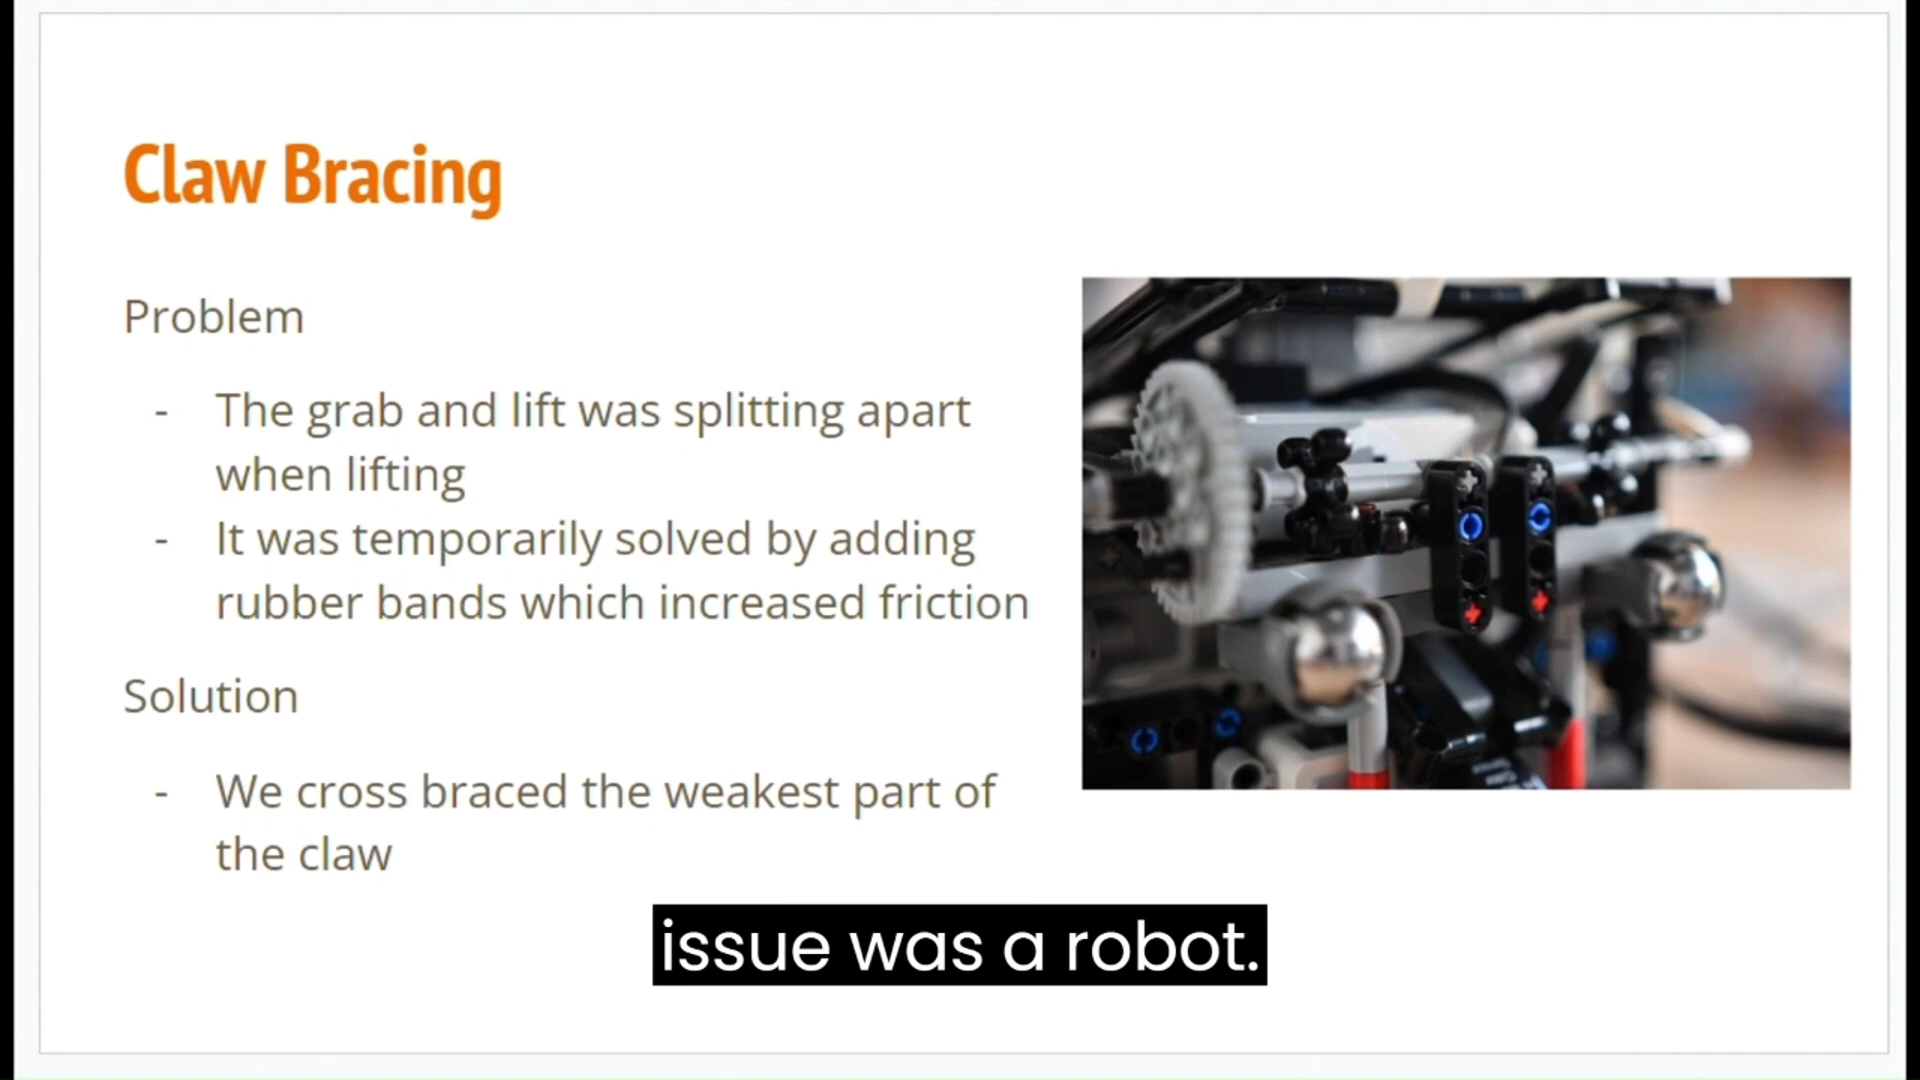 Claw Bracing
Problem
- The grab and lift was splitting apart
when lifting
- It was temporarily solved by adding
rubber bands which increased friction
Solution
- We cross braced the weakest part of
the claw
issue was a robot.